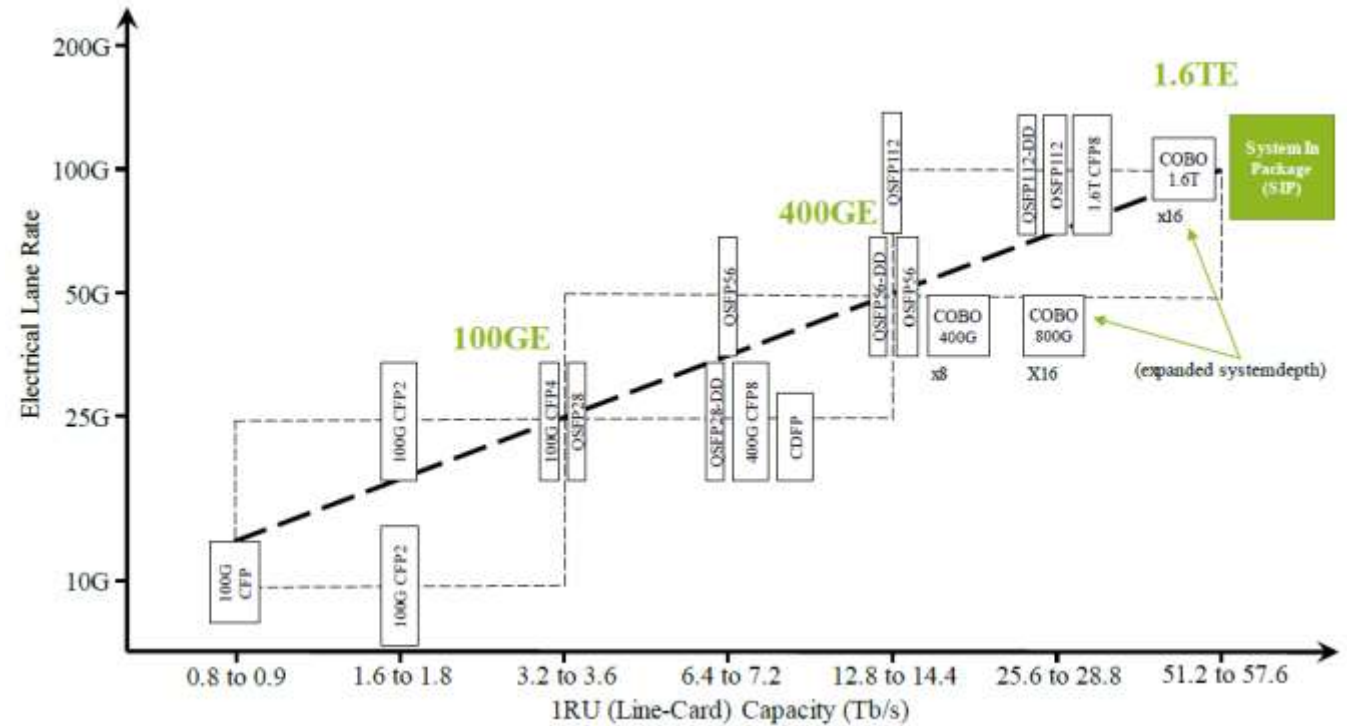 200G
1.6TE
100G
QSFP112
QSFP112-DD
OSFP112
1.6T CFP8
COBO
1.6T
x16
System In
Package
(SIP)
400GE
Electrical Lane Rate
50G
QSFP56
QSFP56-DD
OSFP56
COBO
400G
x8
COBO
800G
X16
(expanded systemdepth)
100GE
25G
100G CFP2
100G CFP4
QSFP28
QSFP28-DD
400G CFP8
CDFP
10G
100G
CFP
100G CFP2
0.8 to 0.9
1.6 to 1.8
3.2 to 3.6
6.4 to 7.2
12.8 to 14.4
25.6 to 28.8
51.2 to 57.6
1RU (Line-Card) Capacity (Tb/s)